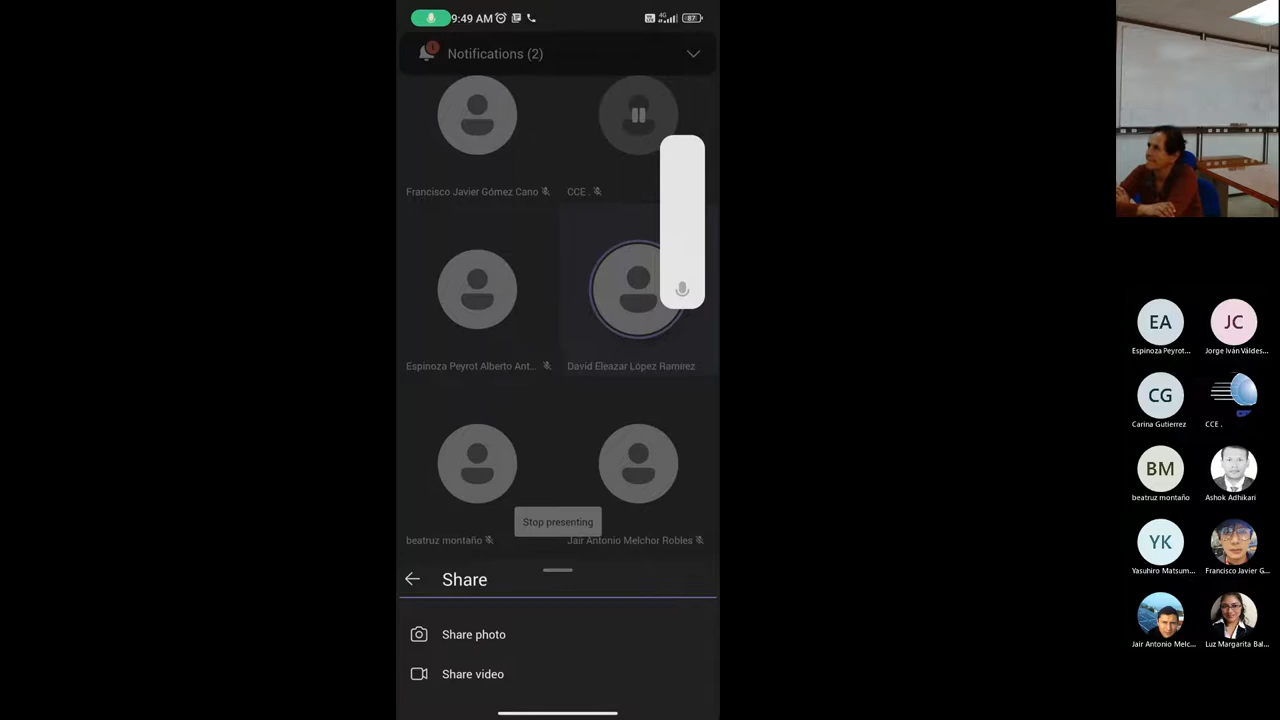 9:49 AM
4G
87
Notifications (2)
Francisco Javier Gómez Cano
CCE .
Espinoza Peyrot Alberto Ant...
David Eleazar López Ramírez
beatruz montaño
Jair Antonio Melchor Robles
Stop presenting
Share
Share photo
Share video
EA
JC
Espinoza Peyrot...
Jorge Iván Váldes...
CG
Carina Gutierrez
CCE .
BM
beatruz montaño
Ashok Adhikari
YK
Yasuhiro Matsum...
Francisco Javier G...
Jair Antonio Melc...
Luz Margarita Bal...